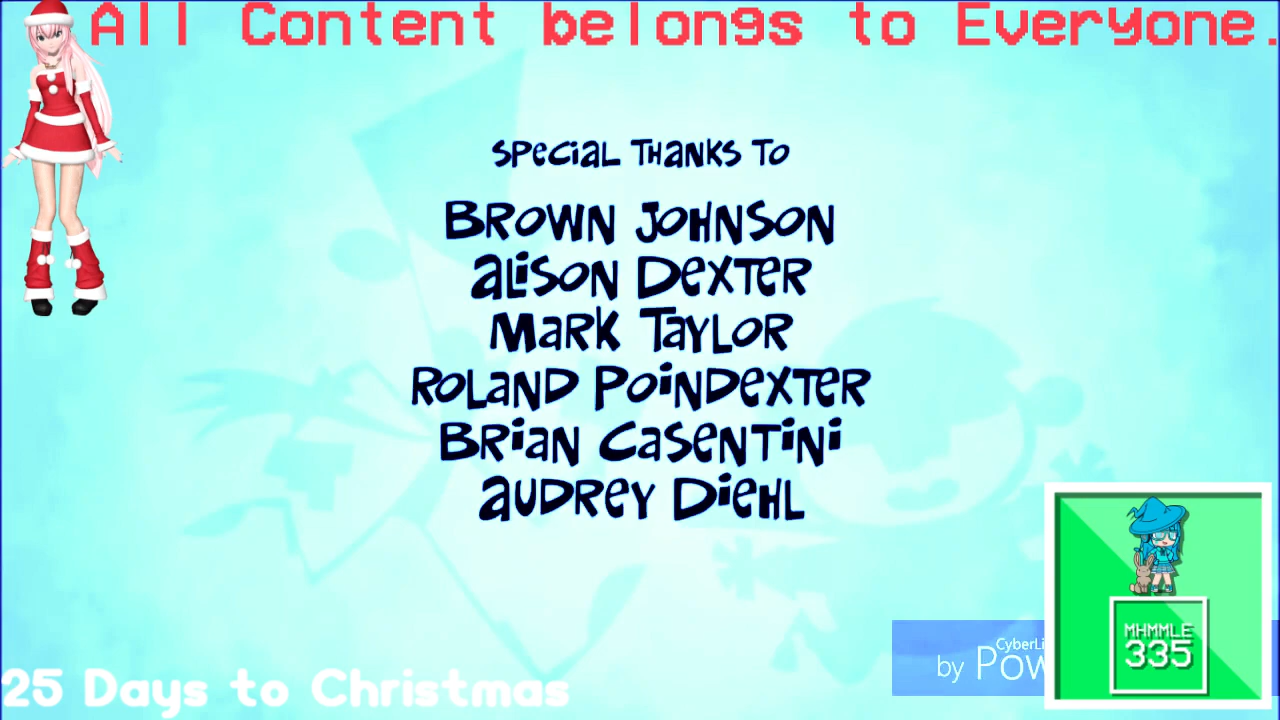 All Content belongs to Everyone.
SPECIAL THANKS TO
BROWN JOHNSON
ALISON DEXTER
MARK TAYLOR
ROLAND POINDEXTER
BRIAN CASENTINI
AUDREY DIEHL
MHMMLE
335
by
25 Days to Christmas